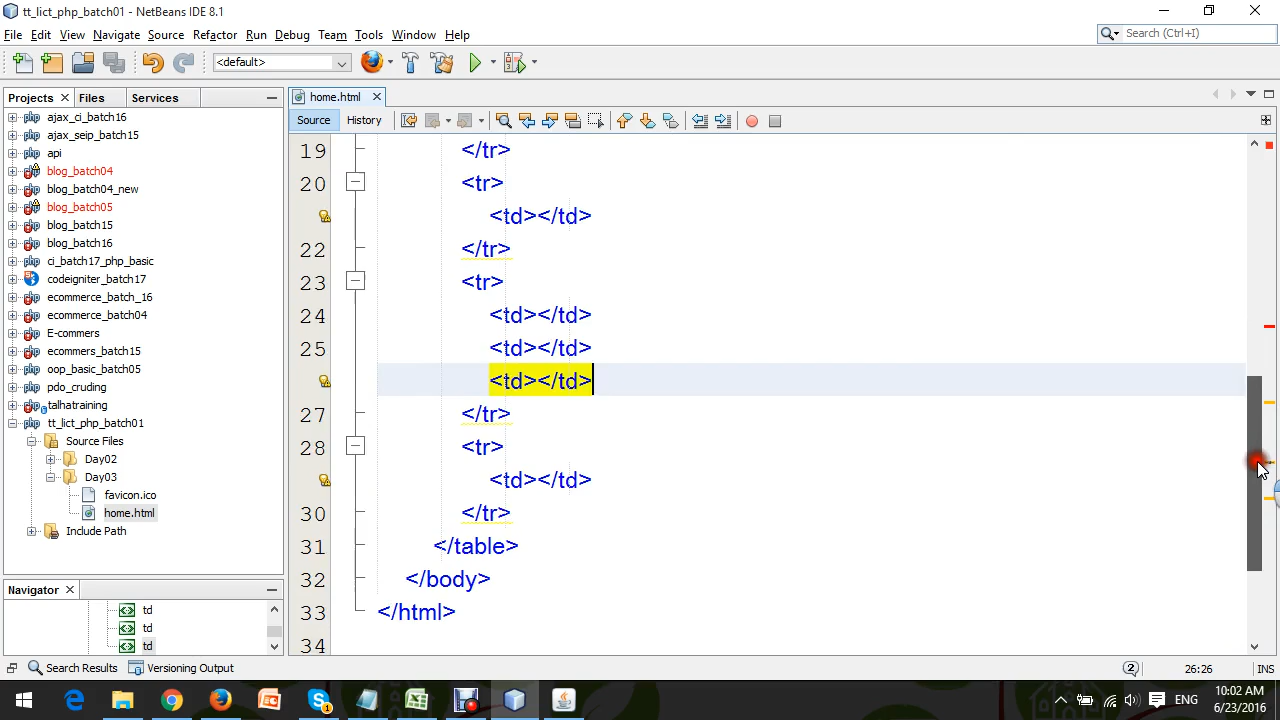 tt_lict_php_batch01 - NetBeans IDE 8.1
File Edit View Navigate Source Refactor Run Debug Team Tools Window Help
Search (Ctrl+I)
<default>
Projects Files Services
home.html
Source History
ajax_ci_batch16
ajax_seip_batch15
api
blog_batch04
blog_batch04_new
blog_batch05
blog_batch15
blog_batch16
ci_batch17_php_basic
codeigniter_batch17
ecommerce_batch_16
ecommerce_batch04
E-commers
ecommers_batch15
oop_basic_batch05
pdo_cruding
talhatraining
tt_lict_php_batch01
Source Files
Day02
Day03
favicon.ico
home.html
Include Path
Navigator
td
td
td
19 </tr>
20 <tr>
<td></td>
22 </tr>
23 <tr>
24 <td></td>
25 <td></td>
<td></td>
27 </tr>
28 <tr>
<td></td>
30 </tr>
31 </table>
32 </body>
33 </html>
34
Search Results Versioning Output
2
26:26 INS
1
ENG
10:02 AM
6/23/2016